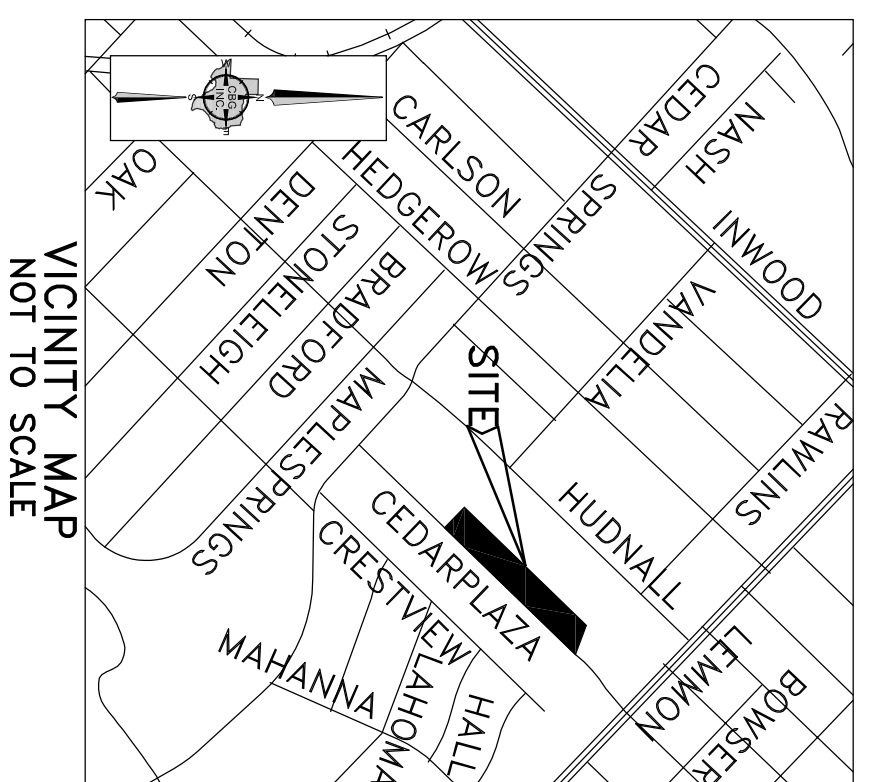 VICINITY MAP
NOT TO SCALE
CBG
INC.
N
S
W
E
OAK
DENTON
STONELEIGH
BRADFORD
MAPLESPRINGS
CARLSON
HEDGEROW
CEDAR
SPRINGS
NASH
INWOOD
VANDELIA
RAWLINS
SITE
HUDNALL
CEDARPLAZA
CRESTVIEW
MAHANNA
LAHOMA
HALL
LEMMON
BOWSER